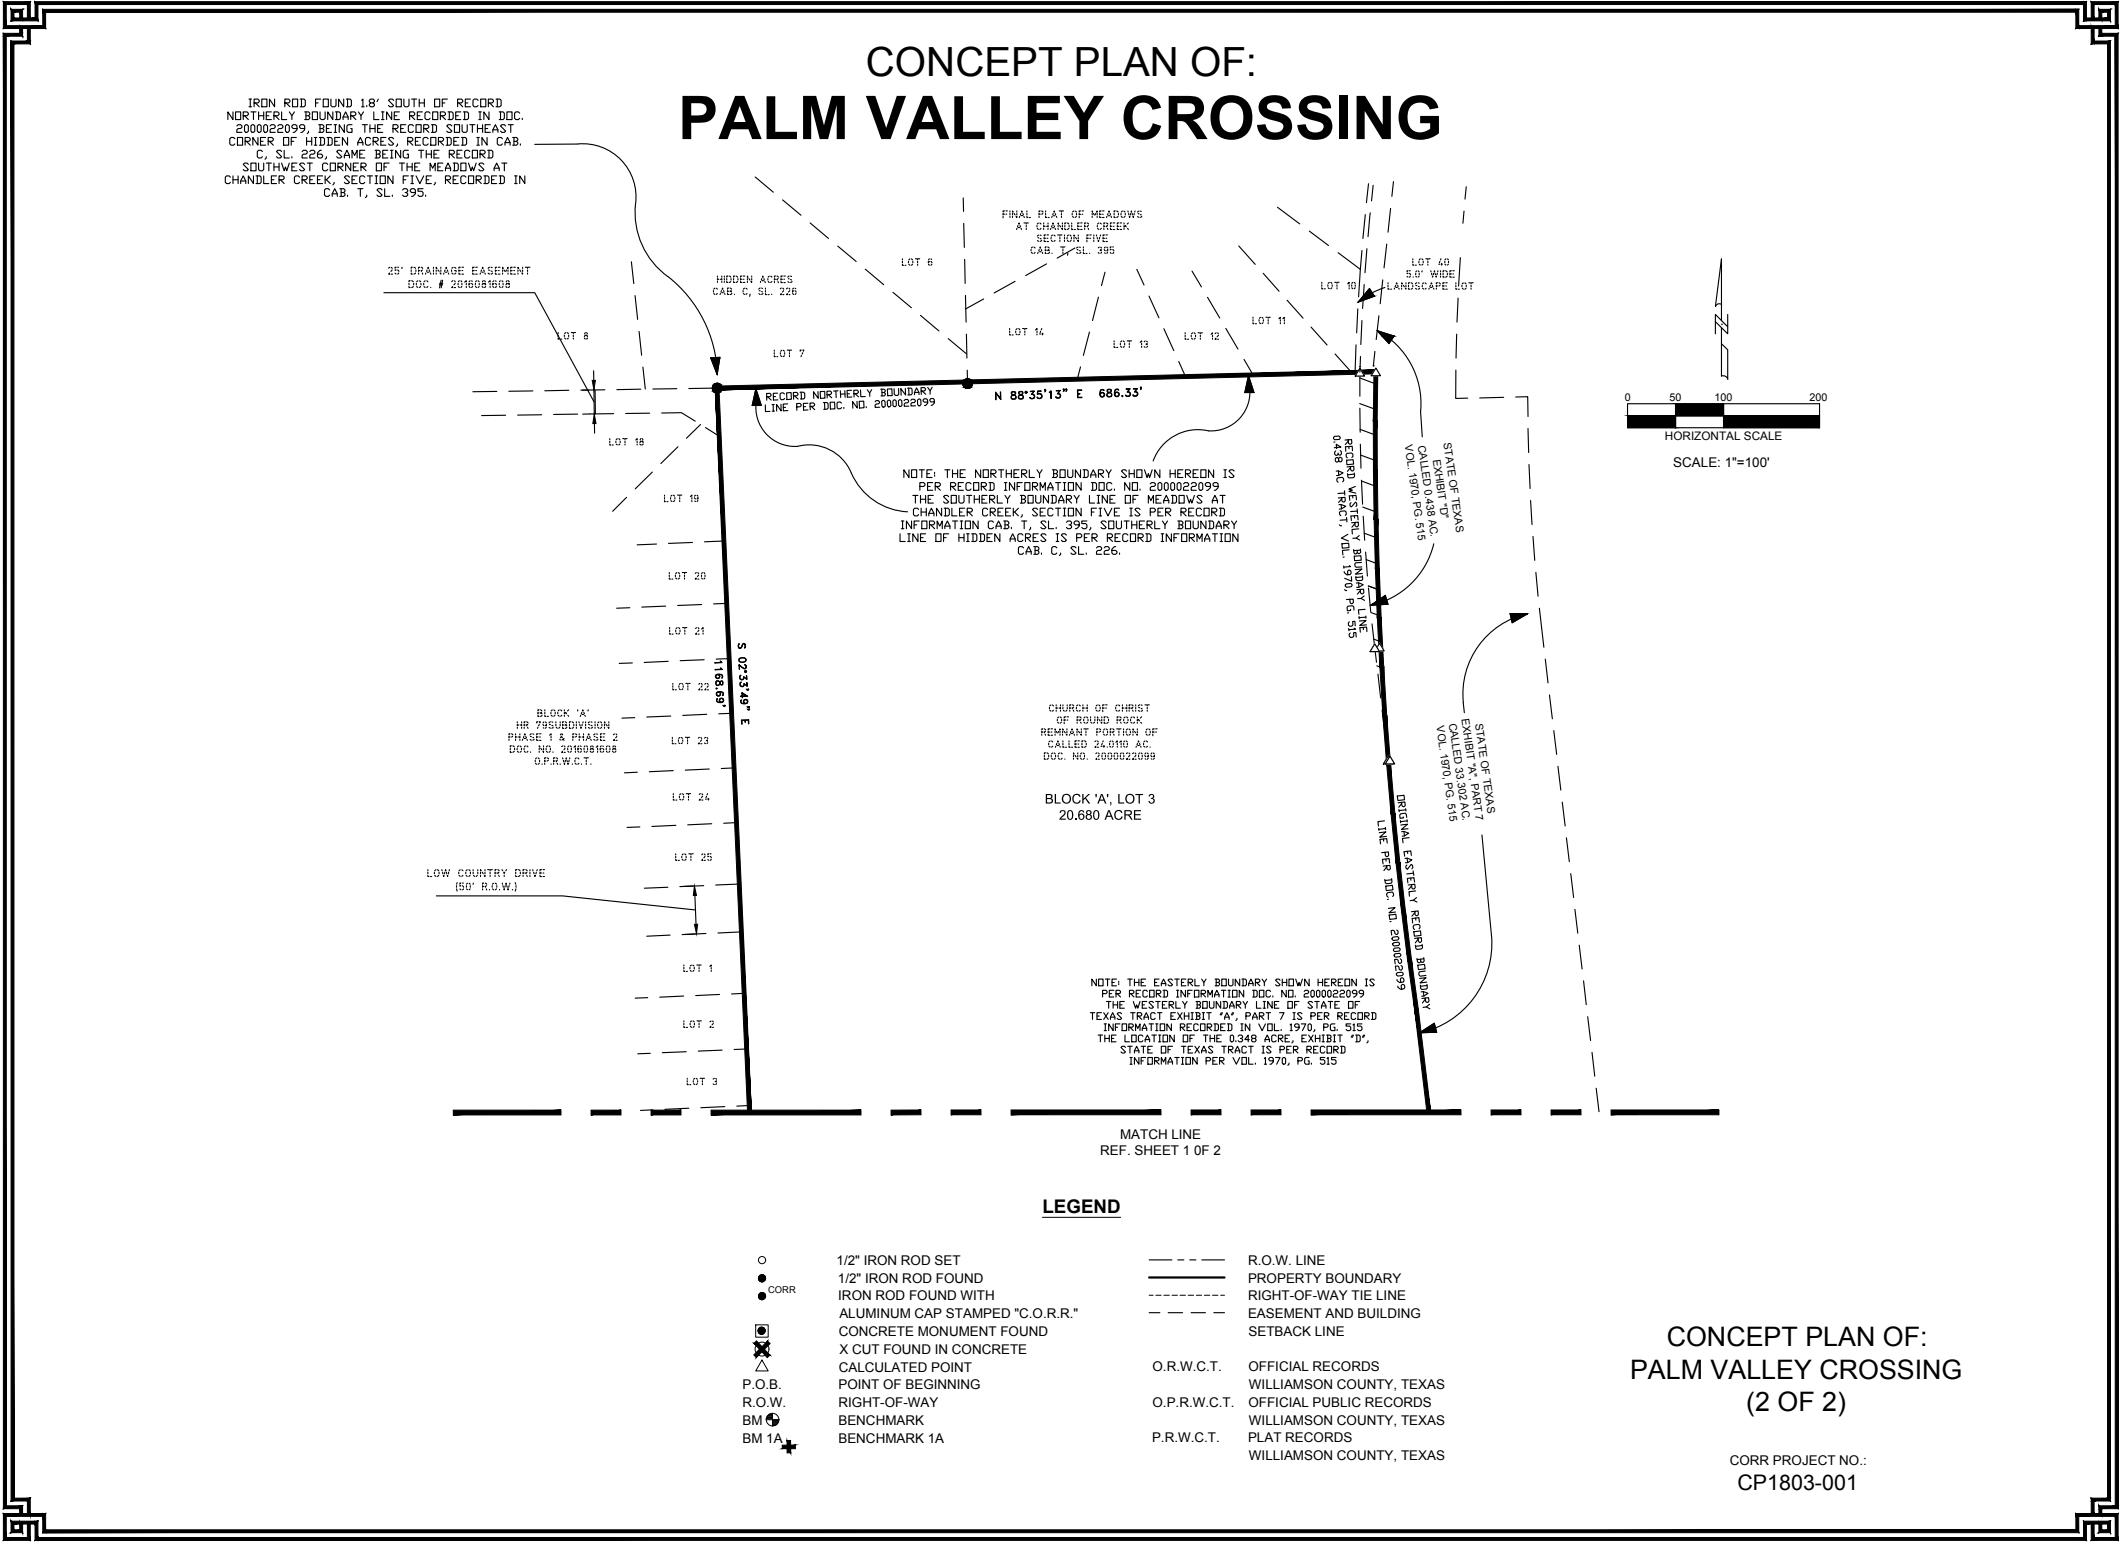 CONCEPT PLAN OF:
PALM VALLEY CROSSING
IRON ROD FOUND 1.8' SOUTH OF RECORD
NORTHERLY BOUNDARY LINE RECORDED IN DOC.
2000022099, BEING THE RECORD SOUTHEAST
CORNER OF HIDDEN ACRES, RECORDED IN CAB.
C, SL. 226, SAME BEING THE RECORD
SOUTHWEST CORNER OF THE MEADOWS AT
CHANDLER CREEK, SECTION FIVE, RECORDED IN
CAB. T, SL. 395.
25' DRAINAGE EASEMENT
DOC. # 2016081608
LOT 8
HIDDEN ACRES
CAB. C, SL. 226
LOT 7
LOT 6
FINAL PLAT OF MEADOWS
AT CHANDLER CREEK
SECTION FIVE
CAB. T, SL. 395
LOT 14
LOT 13
LOT 12
LOT 11
LOT 10
LOT 40
5.0' WIDE
LANDSCAPE LOT
RECORD NORTHERLY BOUNDARY
LINE PER DOC. NO. 2000022099
N 88°35'13" E 686.33'
0 50 100 200
HORIZONTAL SCALE
SCALE: 1"=100'
NOTE: THE NORTHERLY BOUNDARY SHOWN HEREON IS
PER RECORD INFORMATION DOC. NO. 2000022099
THE SOUTHERLY BOUNDARY LINE OF MEADOWS AT
CHANDLER CREEK, SECTION FIVE IS PER RECORD
INFORMATION CAB. T, SL. 395, SOUTHERLY BOUNDARY
LINE OF HIDDEN ACRES IS PER RECORD INFORMATION
CAB. C, SL. 226.
RECORD WESTERLY BOUNDARY LINE
0.438 AC TRACT, VOL. 1970, PG. 515
STATE OF TEXAS
EXHIBIT "D"
CALLED 0.438 AC.
VOL. 1970, PG. 515
LOT 18
LOT 19
LOT 20
LOT 21
LOT 22
LOT 23
LOT 24
LOT 25
S 02°33'49" E
1168.69'
BLOCK 'A'
HR 79SUBDIVISION
PHASE 1 & PHASE 2
DOC. NO. 2016081608
O.P.R.W.C.T.
CHURCH OF CHRIST
OF ROUND ROCK
REMNANT PORTION OF
CALLED 24.0110 AC.
DOC. NO. 2000022099
BLOCK 'A', LOT 3
20.680 ACRE
STATE OF TEXAS
EXHIBIT "A", PART 7
CALLED 33.302 AC.
VOL. 1970, PG. 515
ORIGINAL EASTERLY RECORD BOUNDARY
LINE PER DOC. NO. 2000022099
LOW COUNTRY DRIVE
(50' R.O.W.)
LOT 1
LOT 2
LOT 3
NOTE: THE EASTERLY BOUNDARY SHOWN HEREON IS
PER RECORD INFORMATION DOC. NO. 2000022099
THE WESTERLY BOUNDARY LINE OF STATE OF
TEXAS TRACT EXHIBIT "A", PART 7 IS PER RECORD
INFORMATION RECORDED IN VOL. 1970, PG. 515
THE LOCATION OF THE 0.348 ACRE, EXHIBIT "D",
STATE OF TEXAS TRACT IS PER RECORD
INFORMATION PER VOL. 1970, PG. 515
MATCH LINE
REF. SHEET 1 0F 2
LEGEND
1/2" IRON ROD SET
1/2" IRON ROD FOUND
CORR IRON ROD FOUND WITH
ALUMINUM CAP STAMPED "C.O.R.R."
CONCRETE MONUMENT FOUND
X CUT FOUND IN CONCRETE
CALCULATED POINT
P.O.B. POINT OF BEGINNING
R.O.W. RIGHT-OF-WAY
BM BENCHMARK
BM 1A BENCHMARK 1A
R.O.W. LINE
PROPERTY BOUNDARY
RIGHT-OF-WAY TIE LINE
EASEMENT AND BUILDING
SETBACK LINE
O.R.W.C.T. OFFICIAL RECORDS
WILLIAMSON COUNTY, TEXAS
O.P.R.W.C.T. OFFICIAL PUBLIC RECORDS
WILLIAMSON COUNTY, TEXAS
P.R.W.C.T. PLAT RECORDS
WILLIAMSON COUNTY, TEXAS
CONCEPT PLAN OF:
PALM VALLEY CROSSING
(2 OF 2)
CORR PROJECT NO.:
CP1803-001